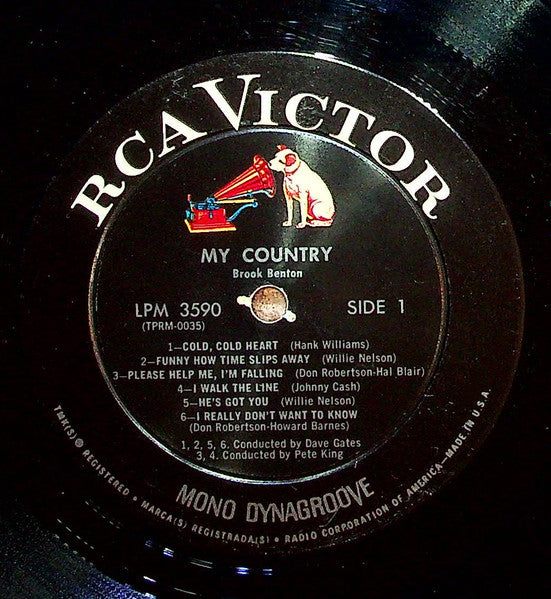 RCA VICTOR
MY COUNTRY
Brook Benton
LPM 3590
(TPRM-0035)
SIDE 1
1—COLD, COLD HEART (Hank Williams)
2—FUNNY HOW TIME SLIPS AWAY (Willie Nelson)
3—PLEASE HELP ME, I'M FALLING (Don Robertson-Hal Blair)
4—I WALK THE LINE (Johnny Cash)
5—HE'S GOT YOU (Willie Nelson)
6—I REALLY DON'T WANT TO KNOW
(Don Robertson-Howard Barnes)
1, 2, 5, 6. Conducted by Dave Gates
3, 4. Conducted by Pete King
MONO DYNAGROOVE
TMK(S) ® REGISTERED • MARCA(S) REGISTRADA(S) • RADIO CORPORATION OF AMERICA—MADE IN U.S.A.